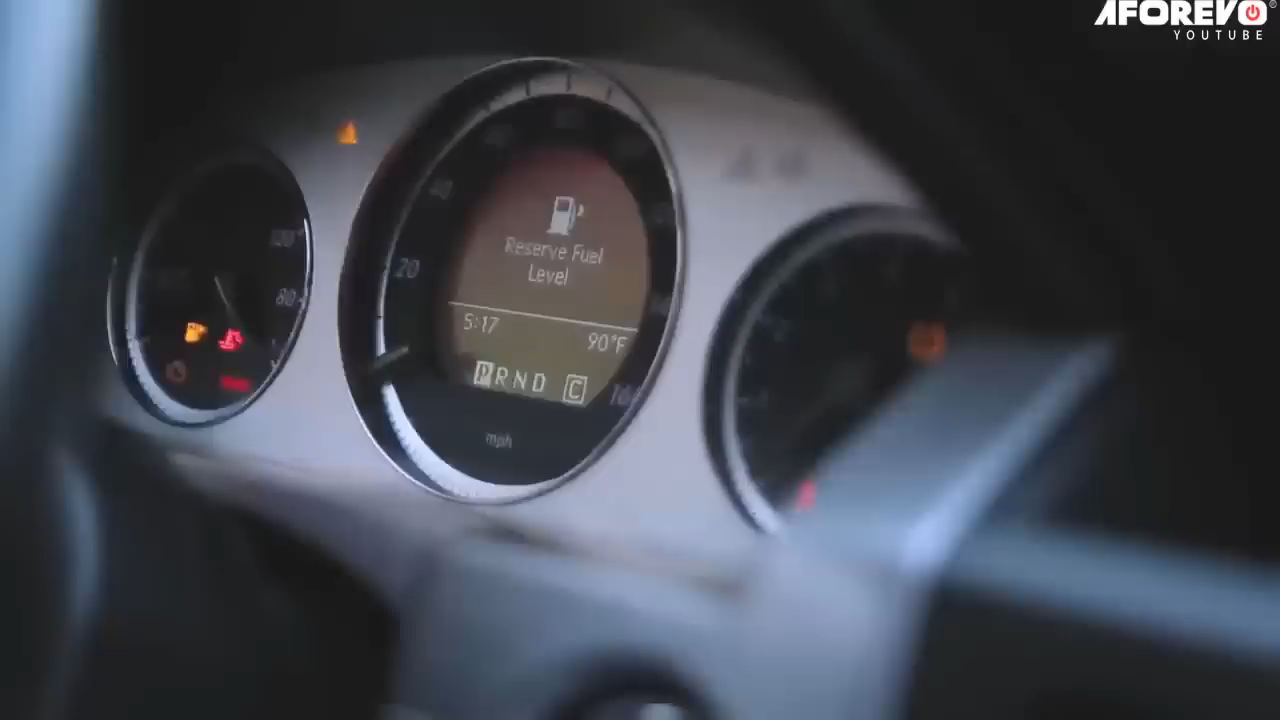 AFOREVO®
YOUTUBE
40
20
100°
80
Reserve Fuel
Level
5:17
90°F
PRND C
mph